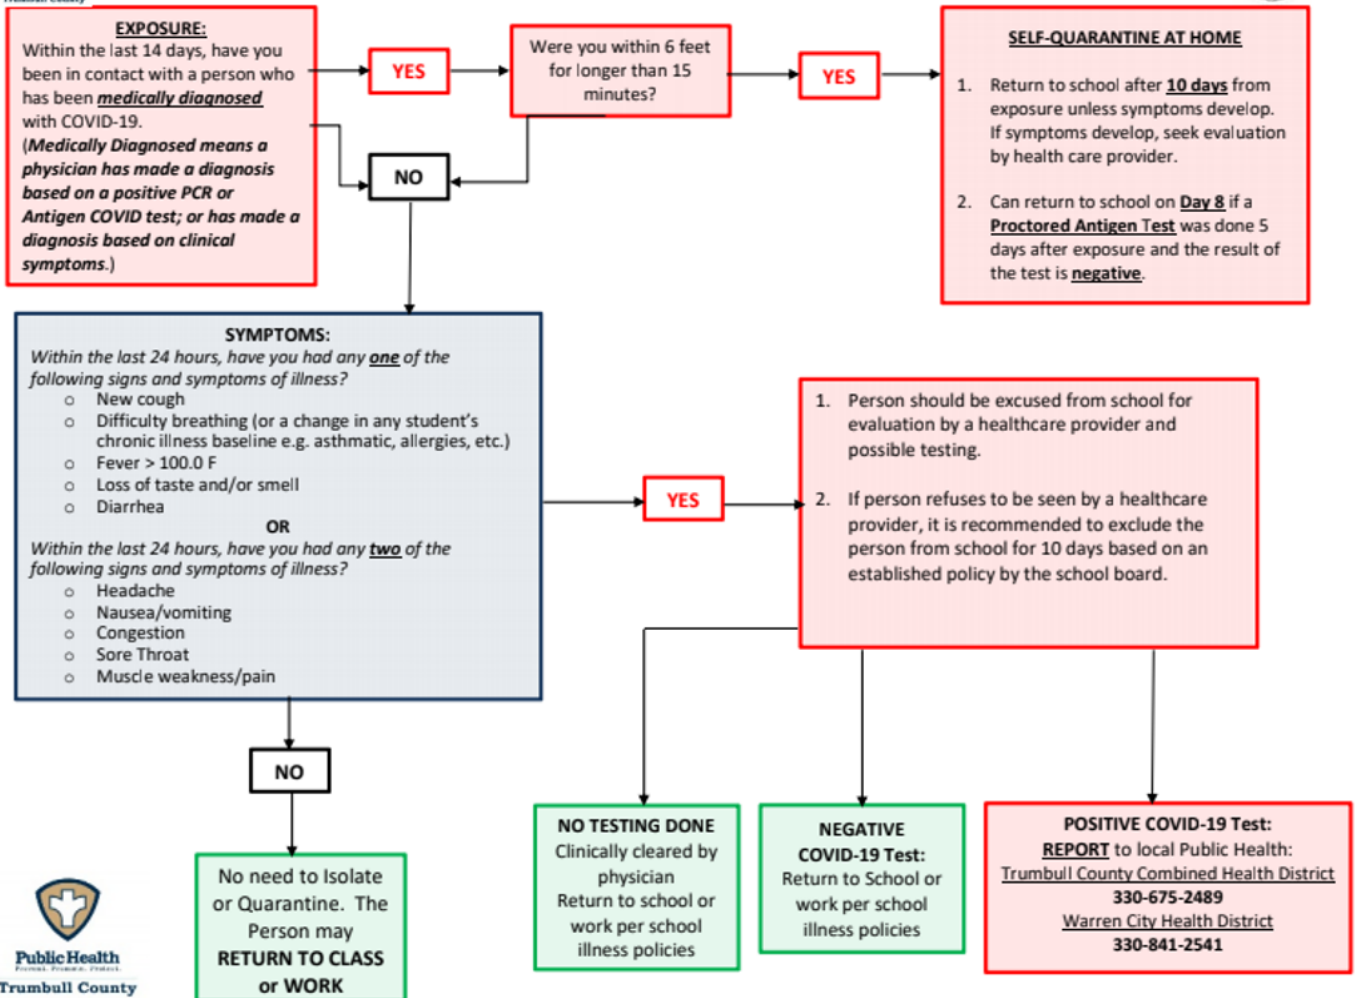 Trumbull County
EXPOSURE:
Within the last 14 days, have you
been in contact with a person who
has been medically diagnosed
with COVID-19.
(Medically Diagnosed means a
physician has made a diagnosis
based on a positive PCR or
Antigen COVID test; or has made a
diagnosis based on clinical
symptoms.)
YES
Were you within 6 feet
for longer than 15
minutes?
YES
NO
SELF-QUARANTINE AT HOME
1. Return to school after 10 days from
exposure unless symptoms develop.
If symptoms develop, seek evaluation
by health care provider.
2. Can return to school on Day 8 if a
Proctored Antigen Test was done 5
days after exposure and the result of
the test is negative.
SYMPTOMS:
Within the last 24 hours, have you had any one of the
following signs and symptoms of illness?
o New cough
o Difficulty breathing (or a change in any student's
chronic illness baseline e.g. asthmatic, allergies, etc.)
o Fever > 100.0 F
o Loss of taste and/or smell
o Diarrhea
OR
Within the last 24 hours, have you had any two of the
following signs and symptoms of illness?
o Headache
o Nausea/vomiting
o Congestion
o Sore Throat
o Muscle weakness/pain
YES
1. Person should be excused from school for
evaluation by a healthcare provider and
possible testing.
2. If person refuses to be seen by a healthcare
provider, it is recommended to exclude the
person from school for 10 days based on an
established policy by the school board.
NO
No need to Isolate
or Quarantine. The
Person may
RETURN TO CLASS
or WORK
NO TESTING DONE
Clinically cleared by
physician
Return to school or
work per school
illness policies
NEGATIVE
COVID-19 Test:
Return to School or
work per school
illness policies
POSITIVE COVID-19 Test:
REPORT to local Public Health:
Trumbull County Combined Health District
330-675-2489
Warren City Health District
330-841-2541
Public Health
Prevent. Promote. Protect.
Trumbull County